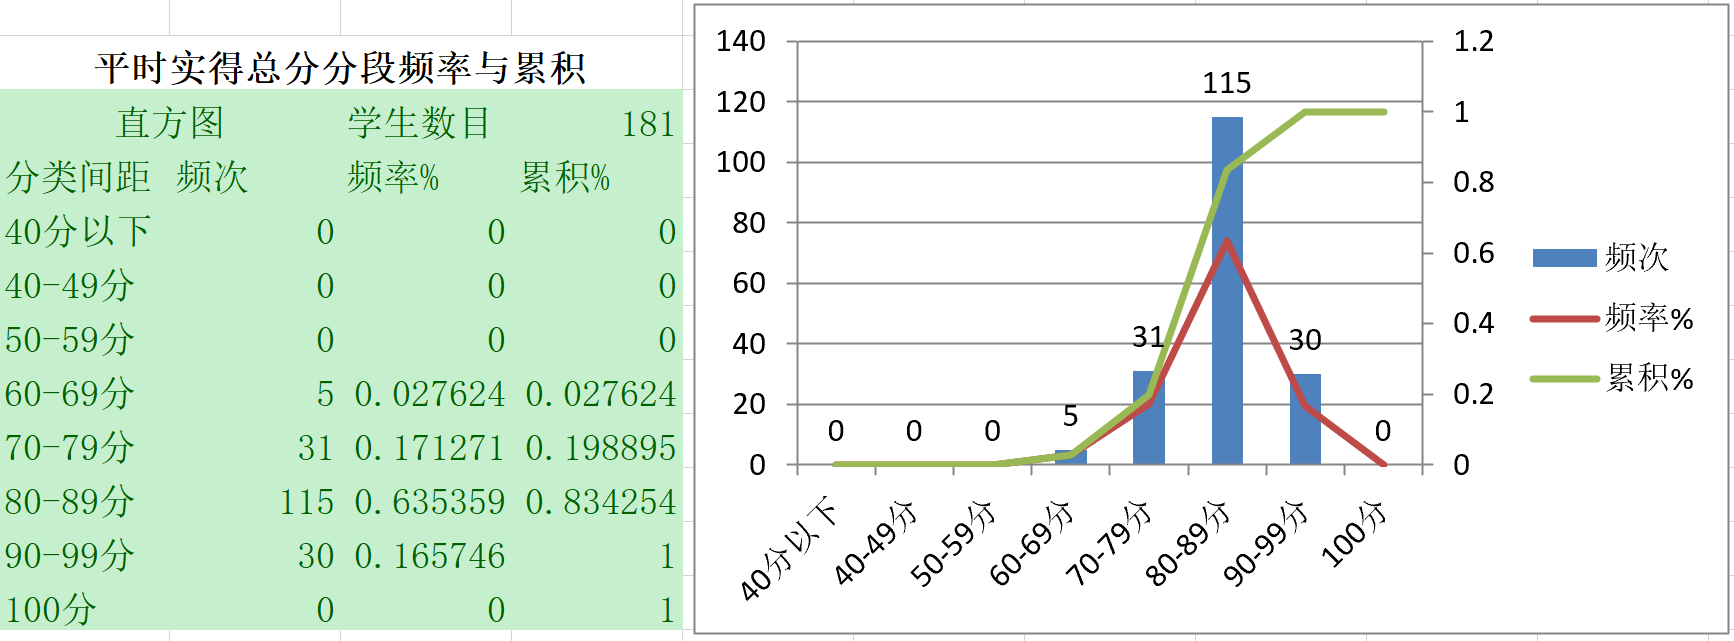 平时实得总分分段频率与累积
直方图 学生数目 181
分类间距 频次 频率% 累积%
40分以下 0 0 0
40-49分 0 0 0
50-59分 0 0 0
60-69分 5 0.027624 0.027624
70-79分 31 0.171271 0.198895
80-89分 115 0.635359 0.834254
90-99分 30 0.165746 1
100分 0 0 1
140
120
100
80
60
40
20
0
0 0 0 5 31 115 30 0
1.2
1
0.8
0.6
0.4
0.2
0
40分以下 40-49分 50-59分 60-69分 70-79分 80-89分 90-99分 100分
频次
频率%
累积%